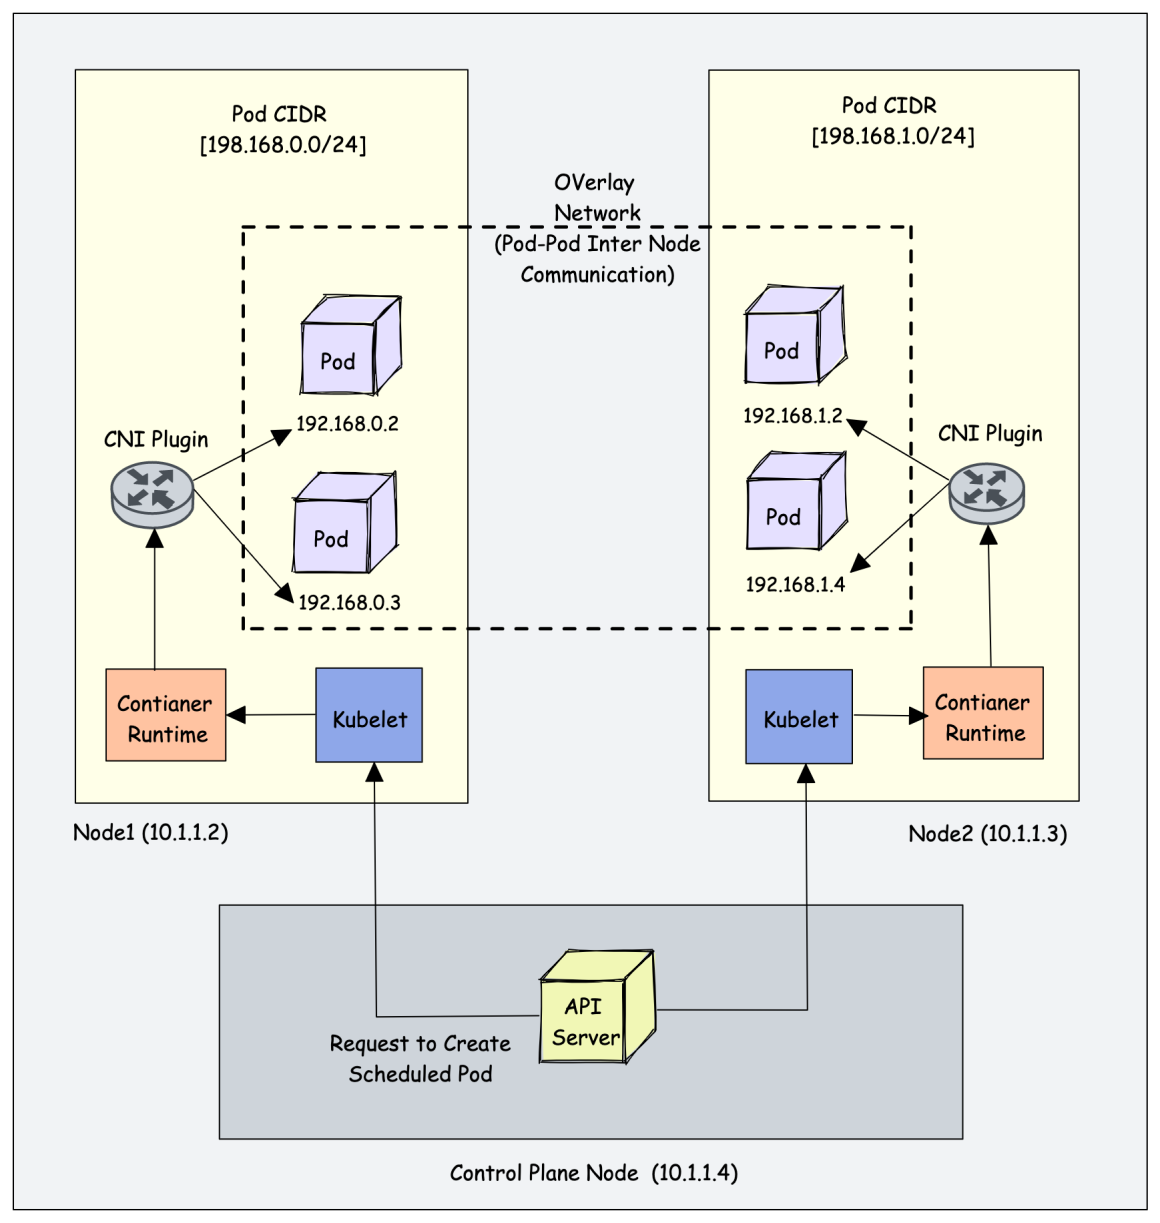 Pod CIDR
[198.168.0.0/24]
Pod CIDR
[198.168.1.0/24]
OVerlay
Network
(Pod-Pod Inter Node
Communication)
Pod
192.168.0.2
Pod
192.168.0.3
Pod
192.168.1.2
Pod
192.168.1.4
CNI Plugin
CNI Plugin
Contianer
Runtime
Kubelet
Kubelet
Contianer
Runtime
Node1 (10.1.1.2)
Node2 (10.1.1.3)
API
Server
Request to Create
Scheduled Pod
Control Plane Node (10.1.1.4)